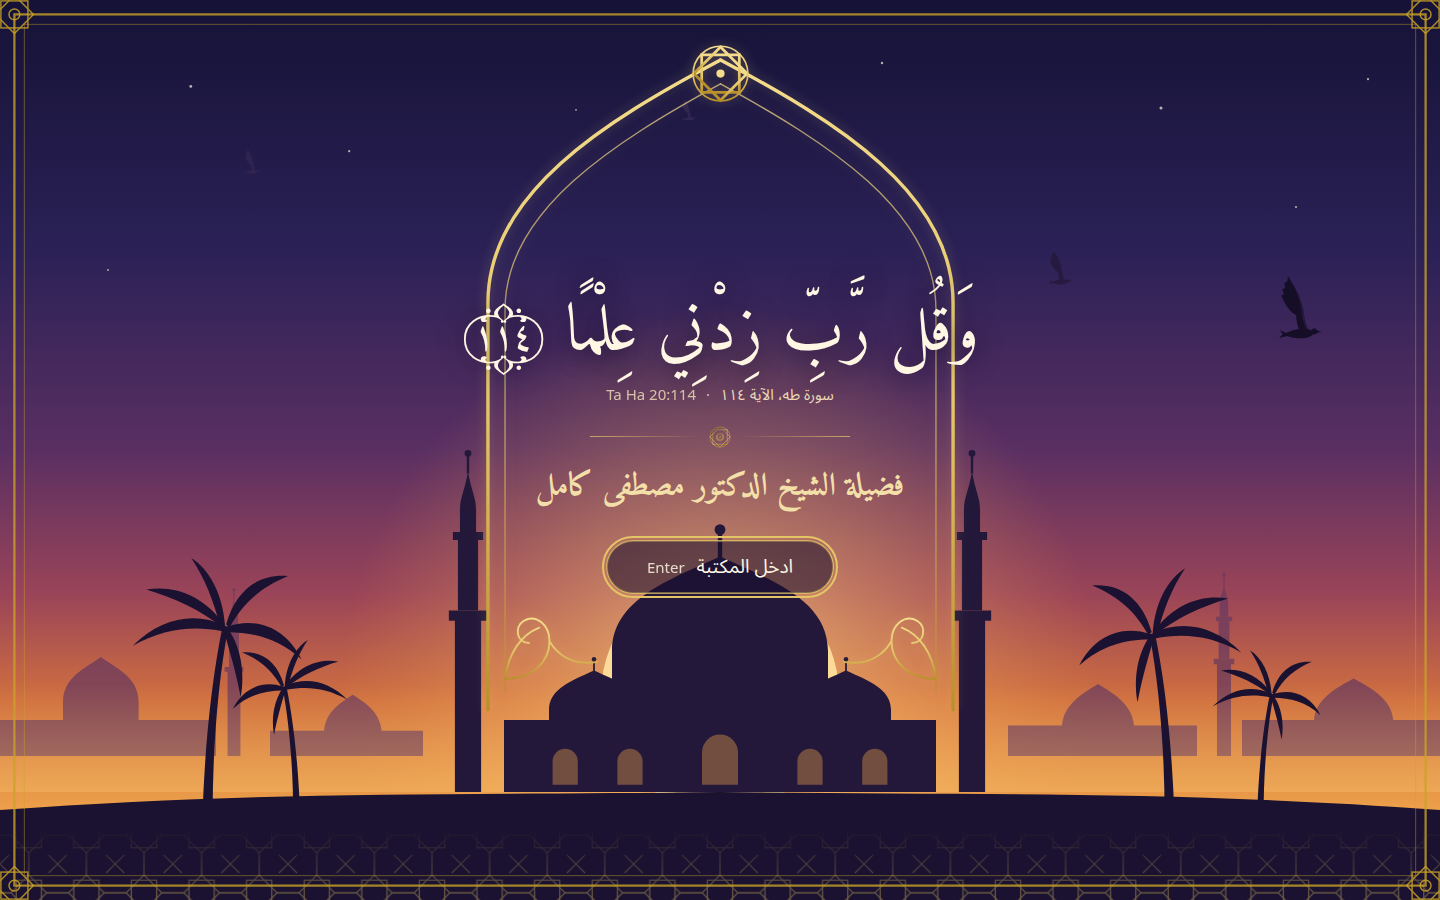 وَقُل رَّبِّ زِدْنِي عِلْمًا ١١٤
سورة طه، الآية ١١٤ · Ta Ha 20:114
فضيلة الشيخ الدكتور مصطفى كامل
ادخل المكتبة Enter